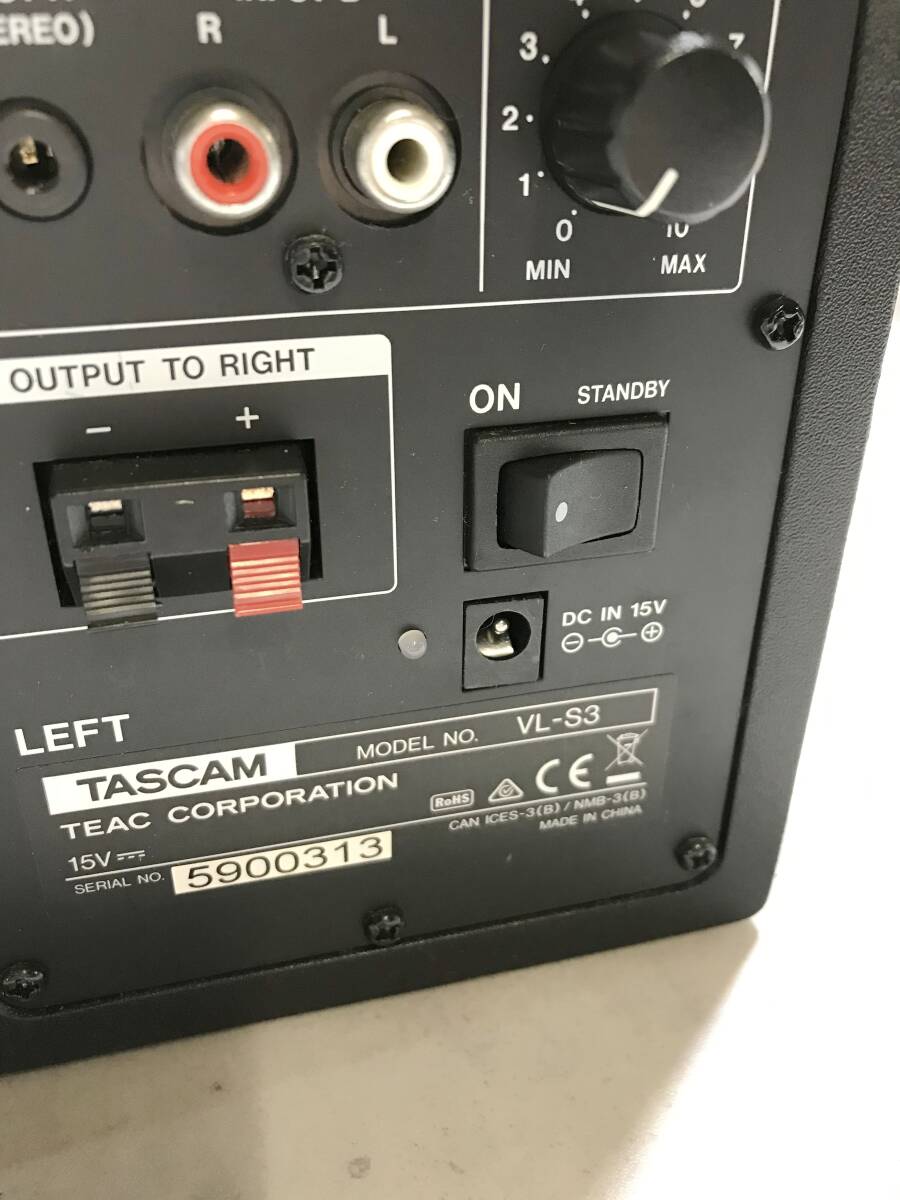 R L
3
2
1
0 10
MIN MAX
OUTPUT TO RIGHT
− +
ON STANDBY
DC IN 15V
LEFT
TASCAM MODEL NO. VL-S3
TEAC CORPORATION
RoHS CE
CAN ICES-3(B) / NMB-3(B)
MADE IN CHINA
15V
SERIAL NO. 5900313